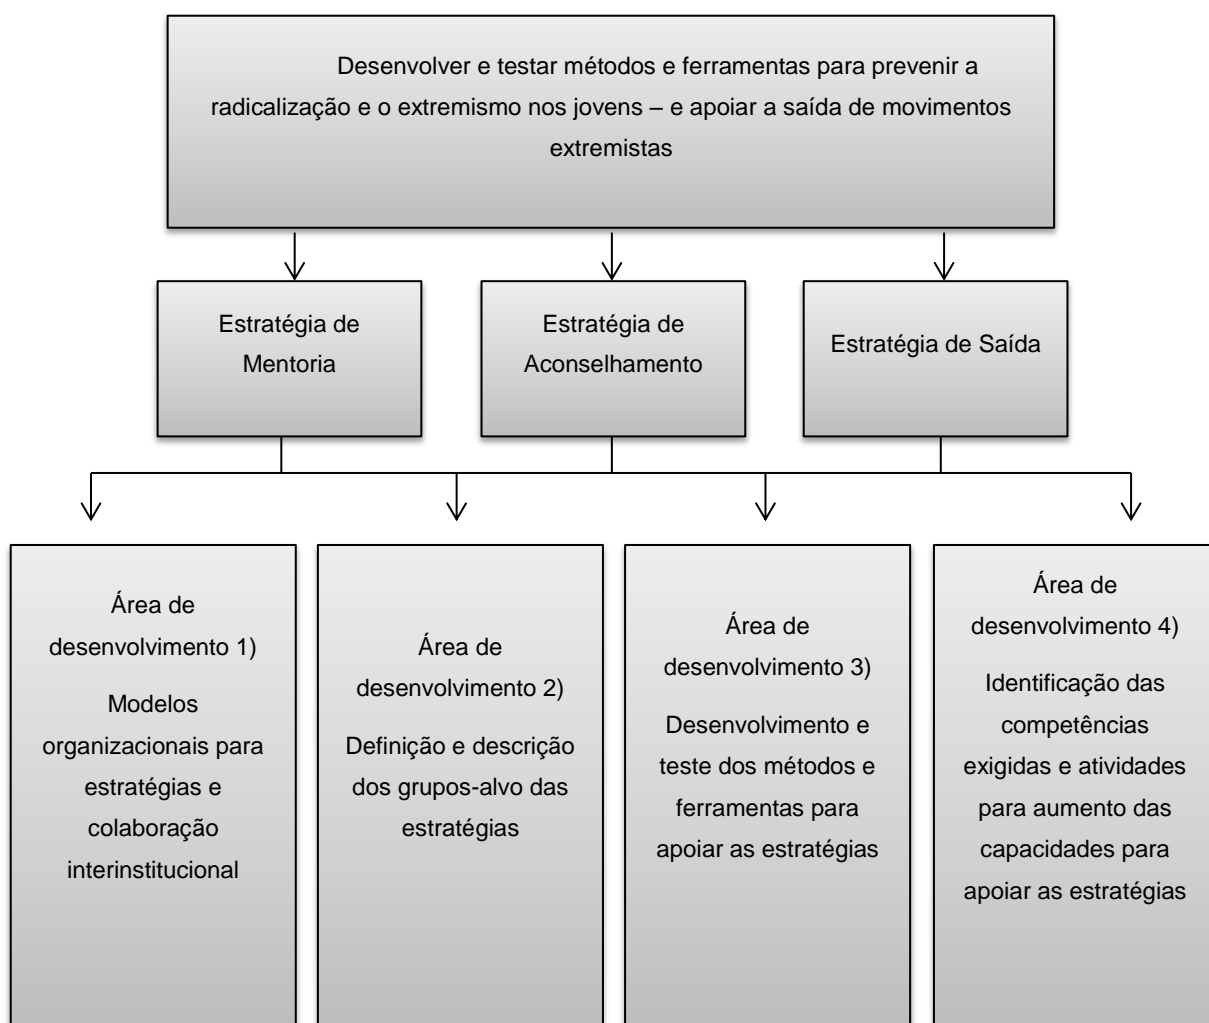 Desenvolver e testar métodos e ferramentas para prevenir a
radicalização e o extremismo nos jovens – e apoiar a saída de movimentos
extremistas
Estratégia de
Mentoria
Estratégia de
Aconselhamento
Estratégia de Saída
Área de
desenvolvimento 1)
Modelos
organizacionais para
estratégias e
colaboração
interinstitucional
Área de
desenvolvimento 2)
Definição e descrição
dos grupos-alvo das
estratégias
Área de
desenvolvimento 3)
Desenvolvimento e
teste dos métodos e
ferramentas para
apoiar as estratégias
Área de
desenvolvimento 4)
Identificação das
competências
exigidas e atividades
para aumento das
capacidades para
apoiar as estratégias